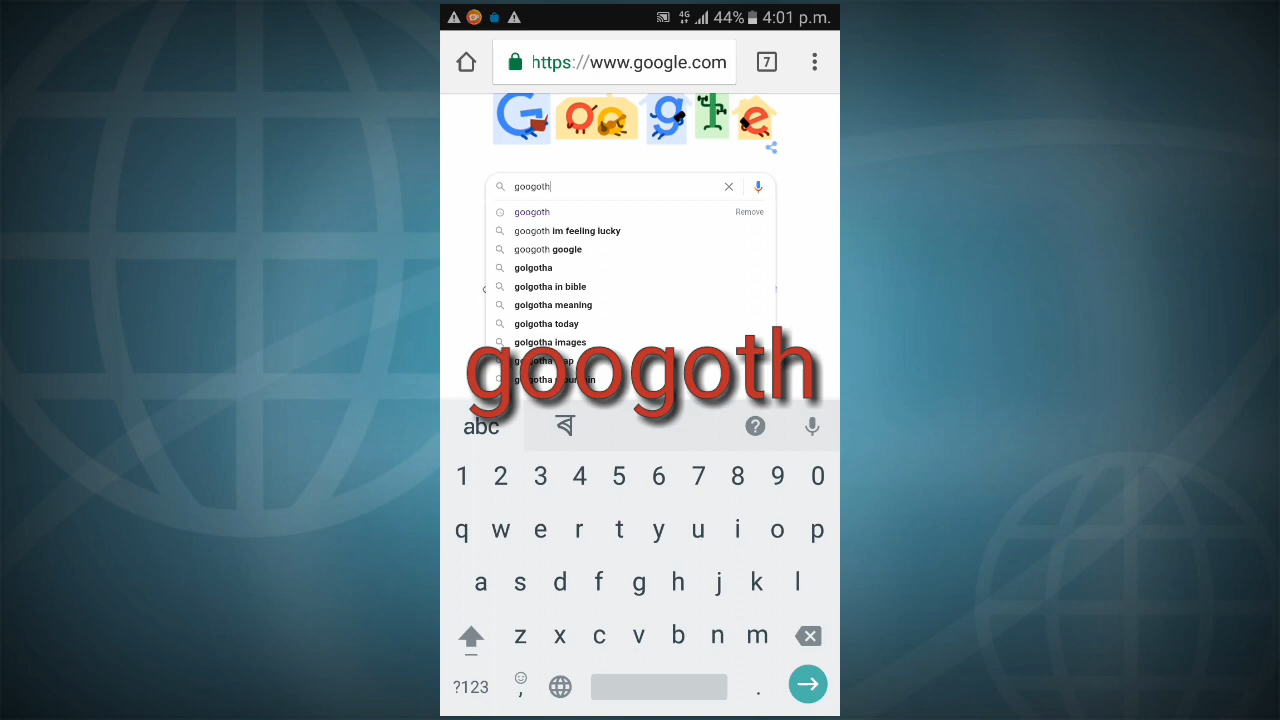 44% 4:01 p.m.
4G
https://www.google.com 7
Google
googoth
googoth Remove
googoth im feeling lucky
googoth google
golgotha
golgotha in bible
golgotha meaning
golgotha today
golgotha images
googoth
abc ব
1 2 3 4 5 6 7 8 9 0
q w e r t y u i o p
a s d f g h j k l
z x c v b n m
?123 , .